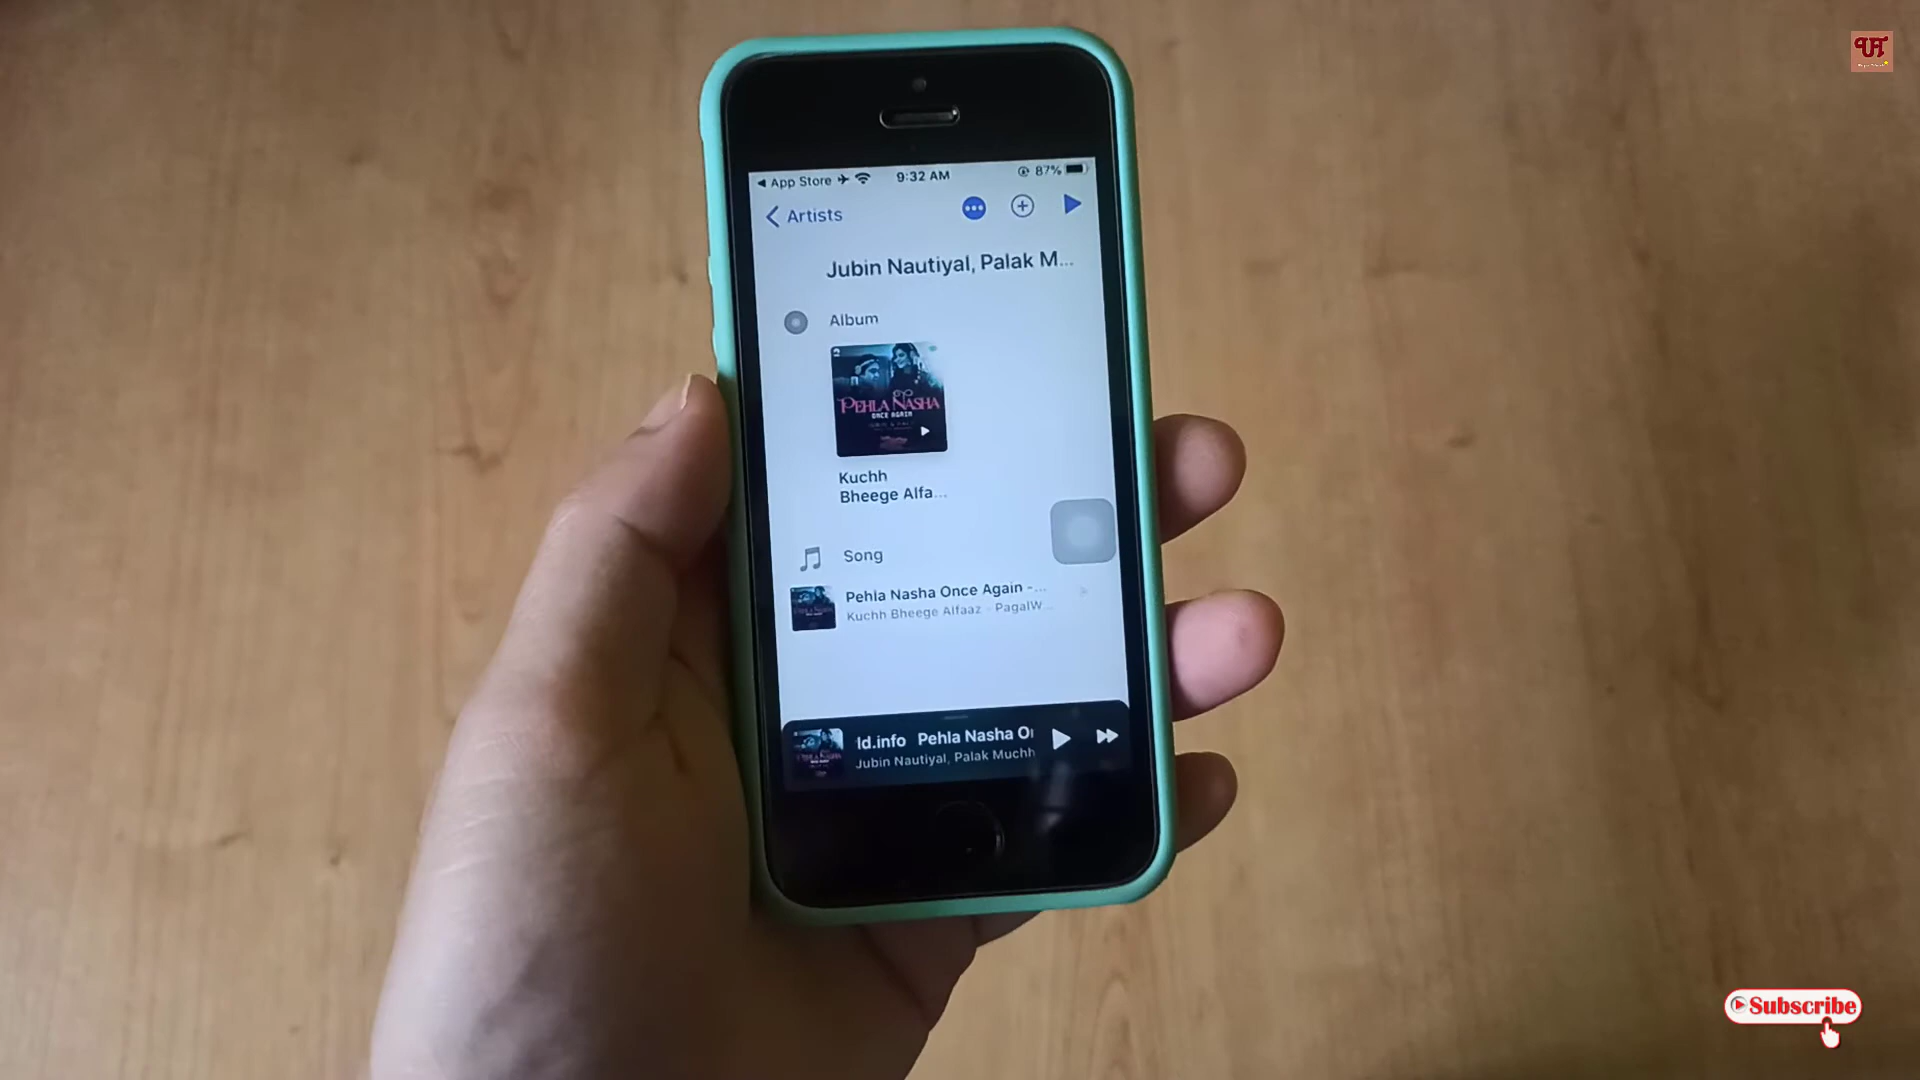 UT
App Store
9:32 AM
87%
Artists
Jubin Nautiyal, Palak M...
Album
PEHLA NASHA
ONCE AGAIN
Kuchh
Bheege Alfa...
Song
Pehla Nasha Once Again -...
Kuchh Bheege Alfaaz - PagalW...
ld.info Pehla Nasha O
Jubin Nautiyal, Palak Muchh
Subscribe